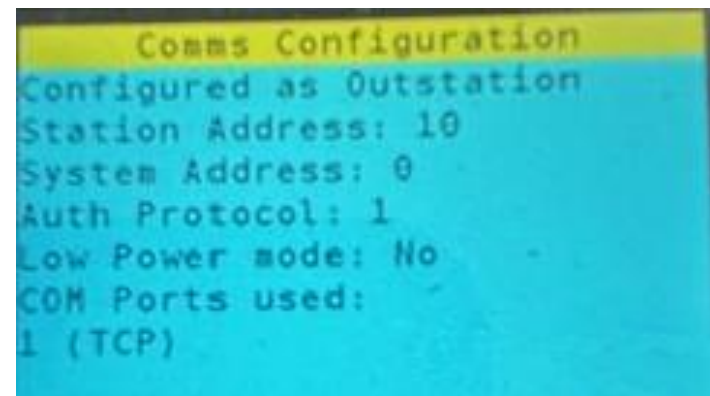 Comms Configuration
Configured as Outstation
Station Address: 10
System Address: 0
Auth Protocol: 1
Low Power mode: No
COM Ports used:
1 (TCP)